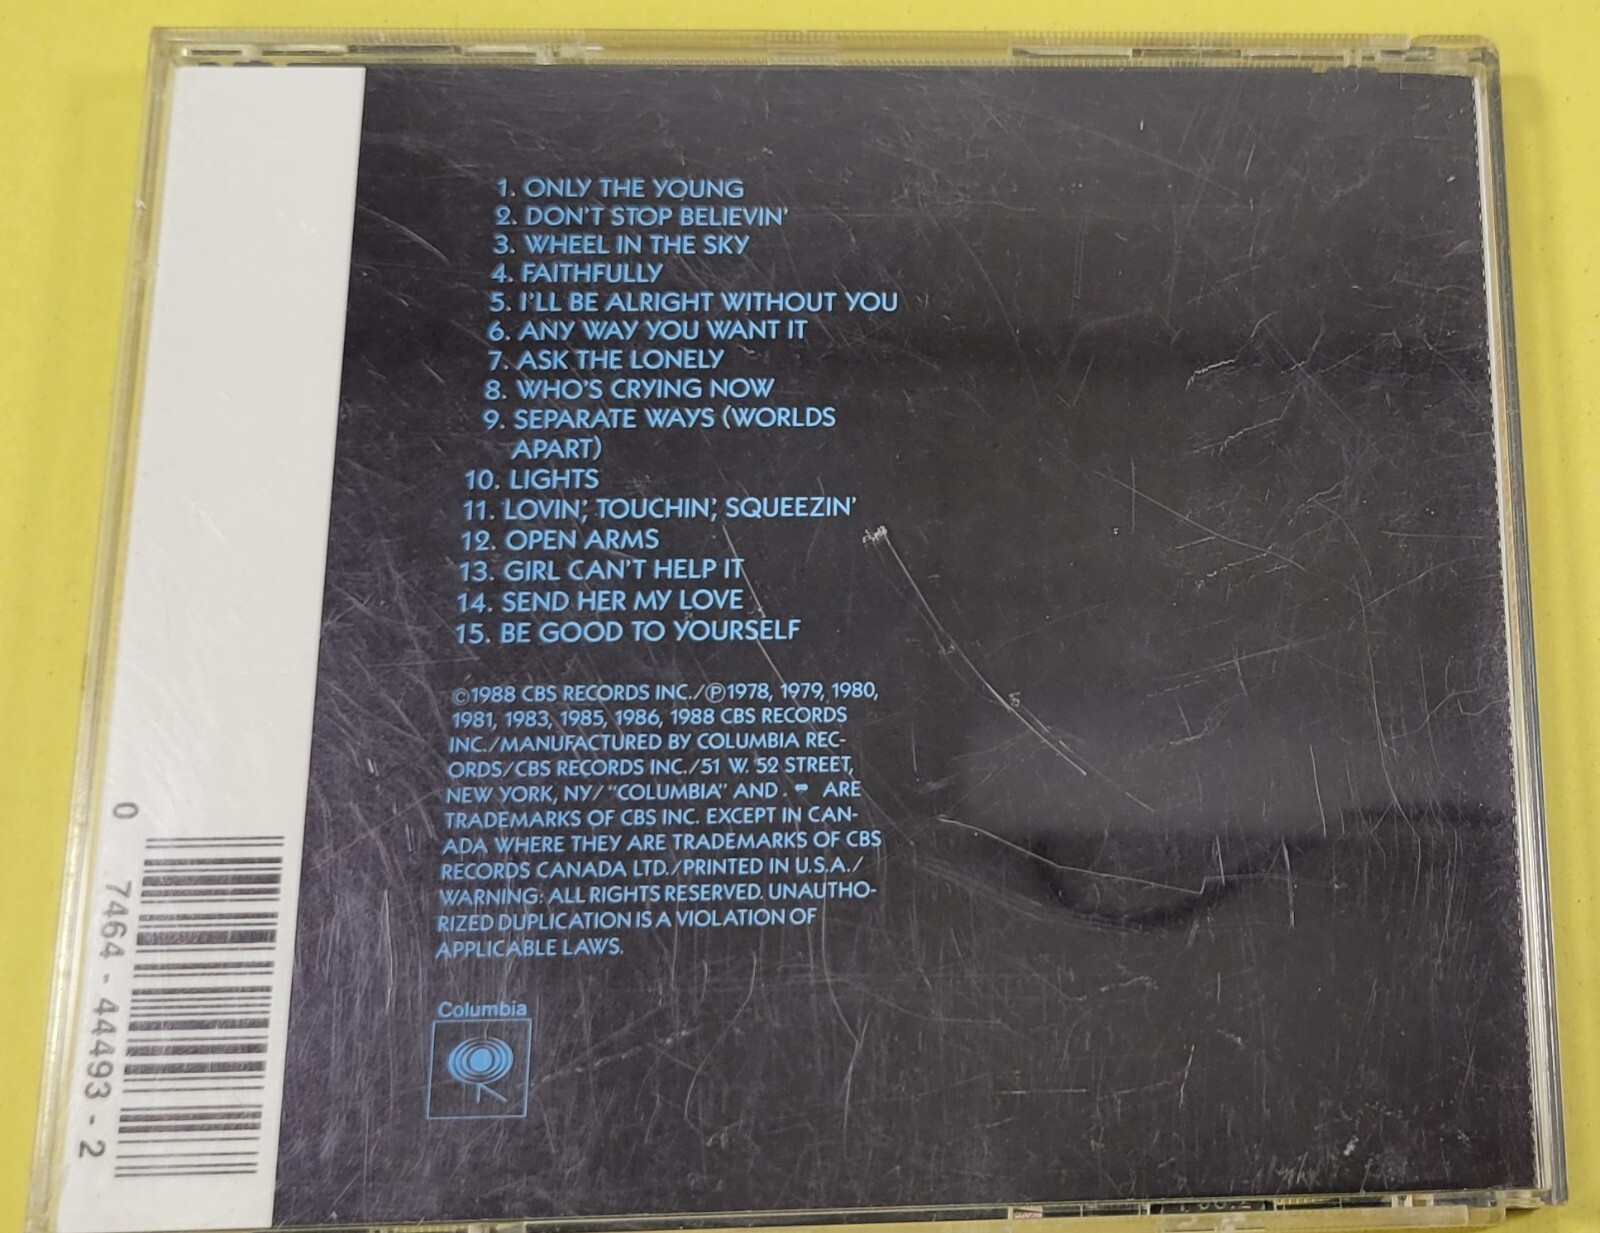 1. ONLY THE YOUNG
2. DON'T STOP BELIEVIN'
3. WHEEL IN THE SKY
4. FAITHFULLY
5. I'LL BE ALRIGHT WITHOUT YOU
6. ANY WAY YOU WANT IT
7. ASK THE LONELY
8. WHO'S CRYING NOW
9. SEPARATE WAYS (WORLDS
APART)
10. LIGHTS
11. LOVIN', TOUCHIN', SQUEEZIN'
12. OPEN ARMS
13. GIRL CAN'T HELP IT
14. SEND HER MY LOVE
15. BE GOOD TO YOURSELF
©1988 CBS RECORDS INC./℗1978, 1979, 1980,
1981, 1983, 1985, 1986, 1988 CBS RECORDS
INC./MANUFACTURED BY COLUMBIA REC-
ORDS/CBS RECORDS INC./51 W. 52 STREET,
NEW YORK, NY/"COLUMBIA" AND . ARE
TRADEMARKS OF CBS INC. EXCEPT IN CAN-
ADA WHERE THEY ARE TRADEMARKS OF CBS
RECORDS CANADA LTD./PRINTED IN U.S.A./
WARNING: ALL RIGHTS RESERVED. UNAUTHO-
RIZED DUPLICATION IS A VIOLATION OF
APPLICABLE LAWS.
Columbia
0 7464-44493-2